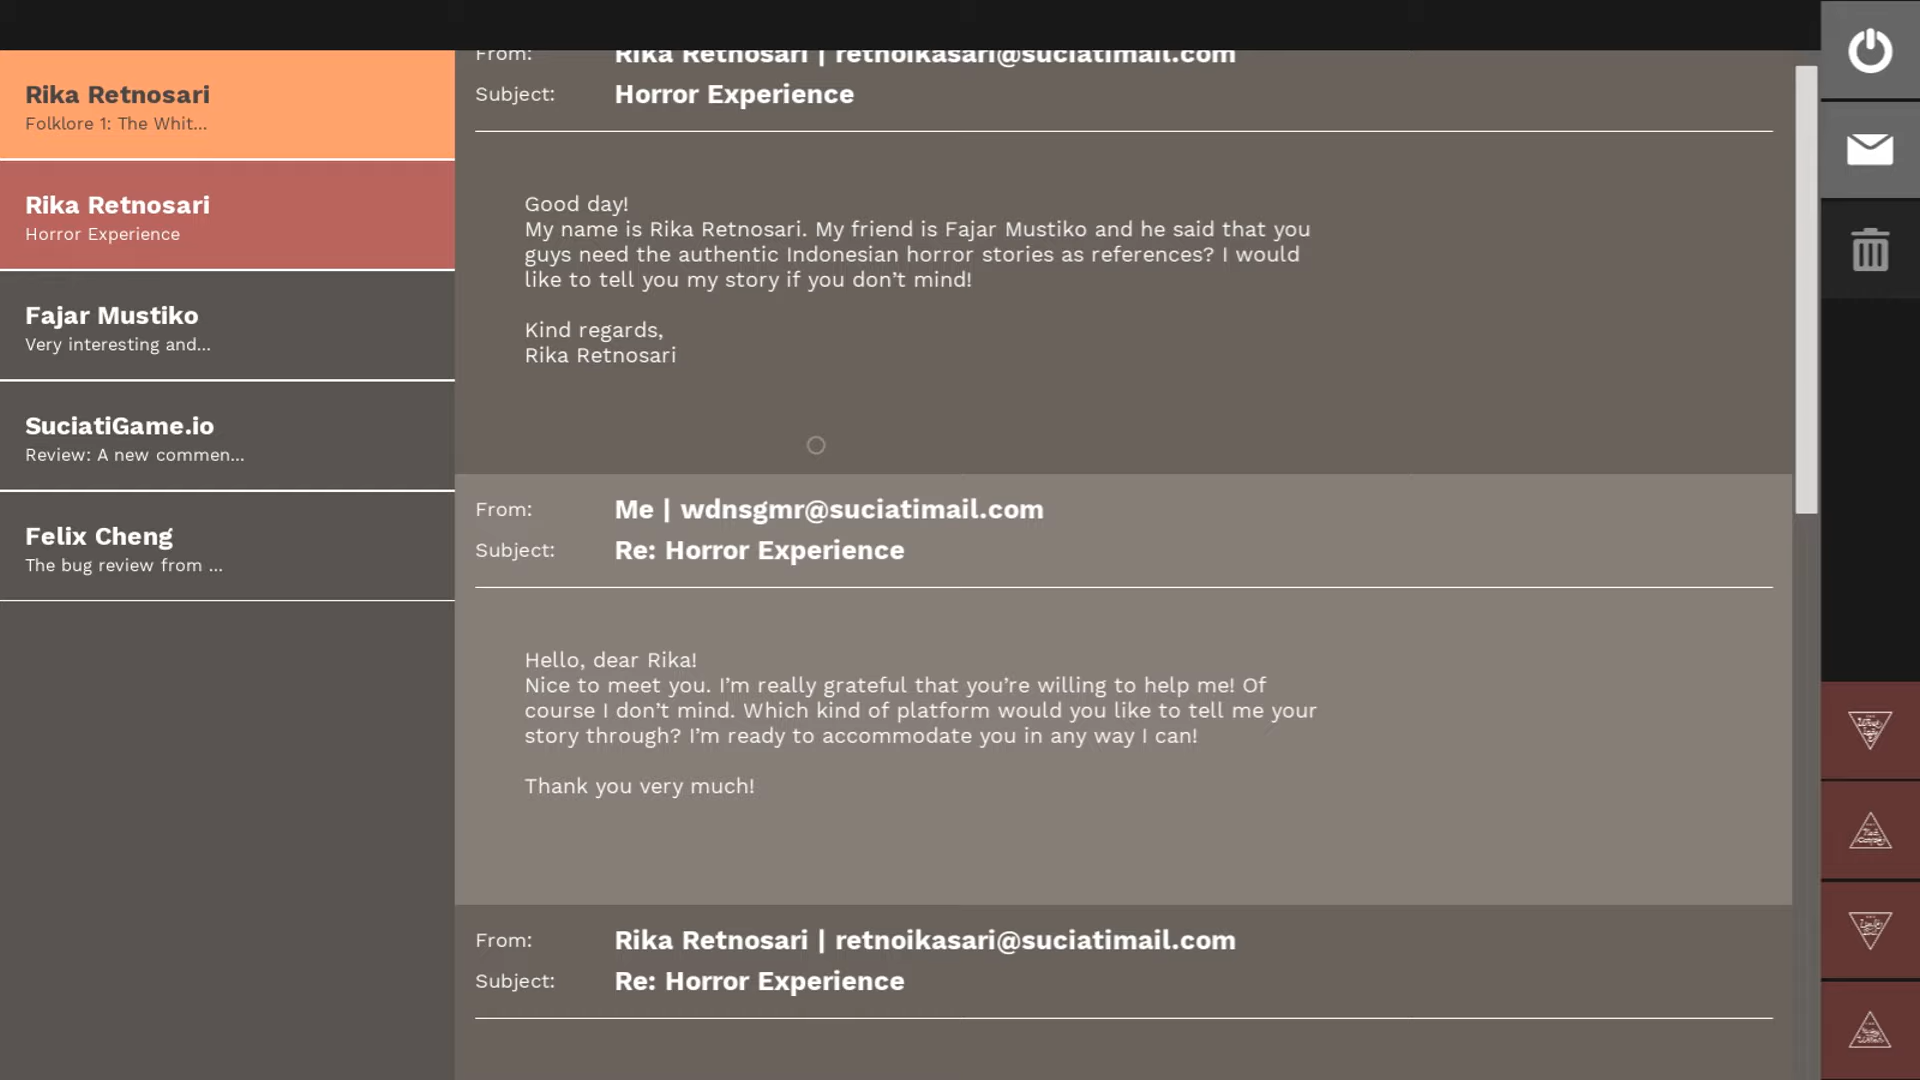 Rika Retnosari
Folklore 1: The Whit...
Rika Retnosari
Horror Experience
Fajar Mustiko
Very interesting and...
SuciatiGame.io
Review: A new commen...
Felix Cheng
The bug review from ...
From: Rika Retnosari | retnoikasari@suciatimail.com
Subject: Horror Experience
Good day!
My name is Rika Retnosari. My friend is Fajar Mustiko and he said that you
guys need the authentic Indonesian horror stories as references? I would
like to tell you my story if you don’t mind!
Kind regards,
Rika Retnosari
From: Me | wdnsgmr@suciatimail.com
Subject: Re: Horror Experience
Hello, dear Rika!
Nice to meet you. I’m really grateful that you’re willing to help me! Of
course I don’t mind. Which kind of platform would you like to tell me your
story through? I’m ready to accommodate you in any way I can!
Thank you very much!
From: Rika Retnosari | retnoikasari@suciatimail.com
Subject: Re: Horror Experience